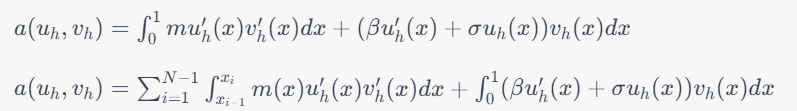 a(u_h, v_h) = ∫_0^1 mu'_h(x)v'_h(x)dx + (βu'_h(x) + σu_h(x))v_h(x)dx
a(u_h, v_h) = ∑_{i=1}^{N−1} ∫_{x_{i−1}}^{x_i} m(x)u'_h(x)v'_h(x)dx + ∫_0^1 (βu'_h(x) + σu_h(x))v_h(x)dx